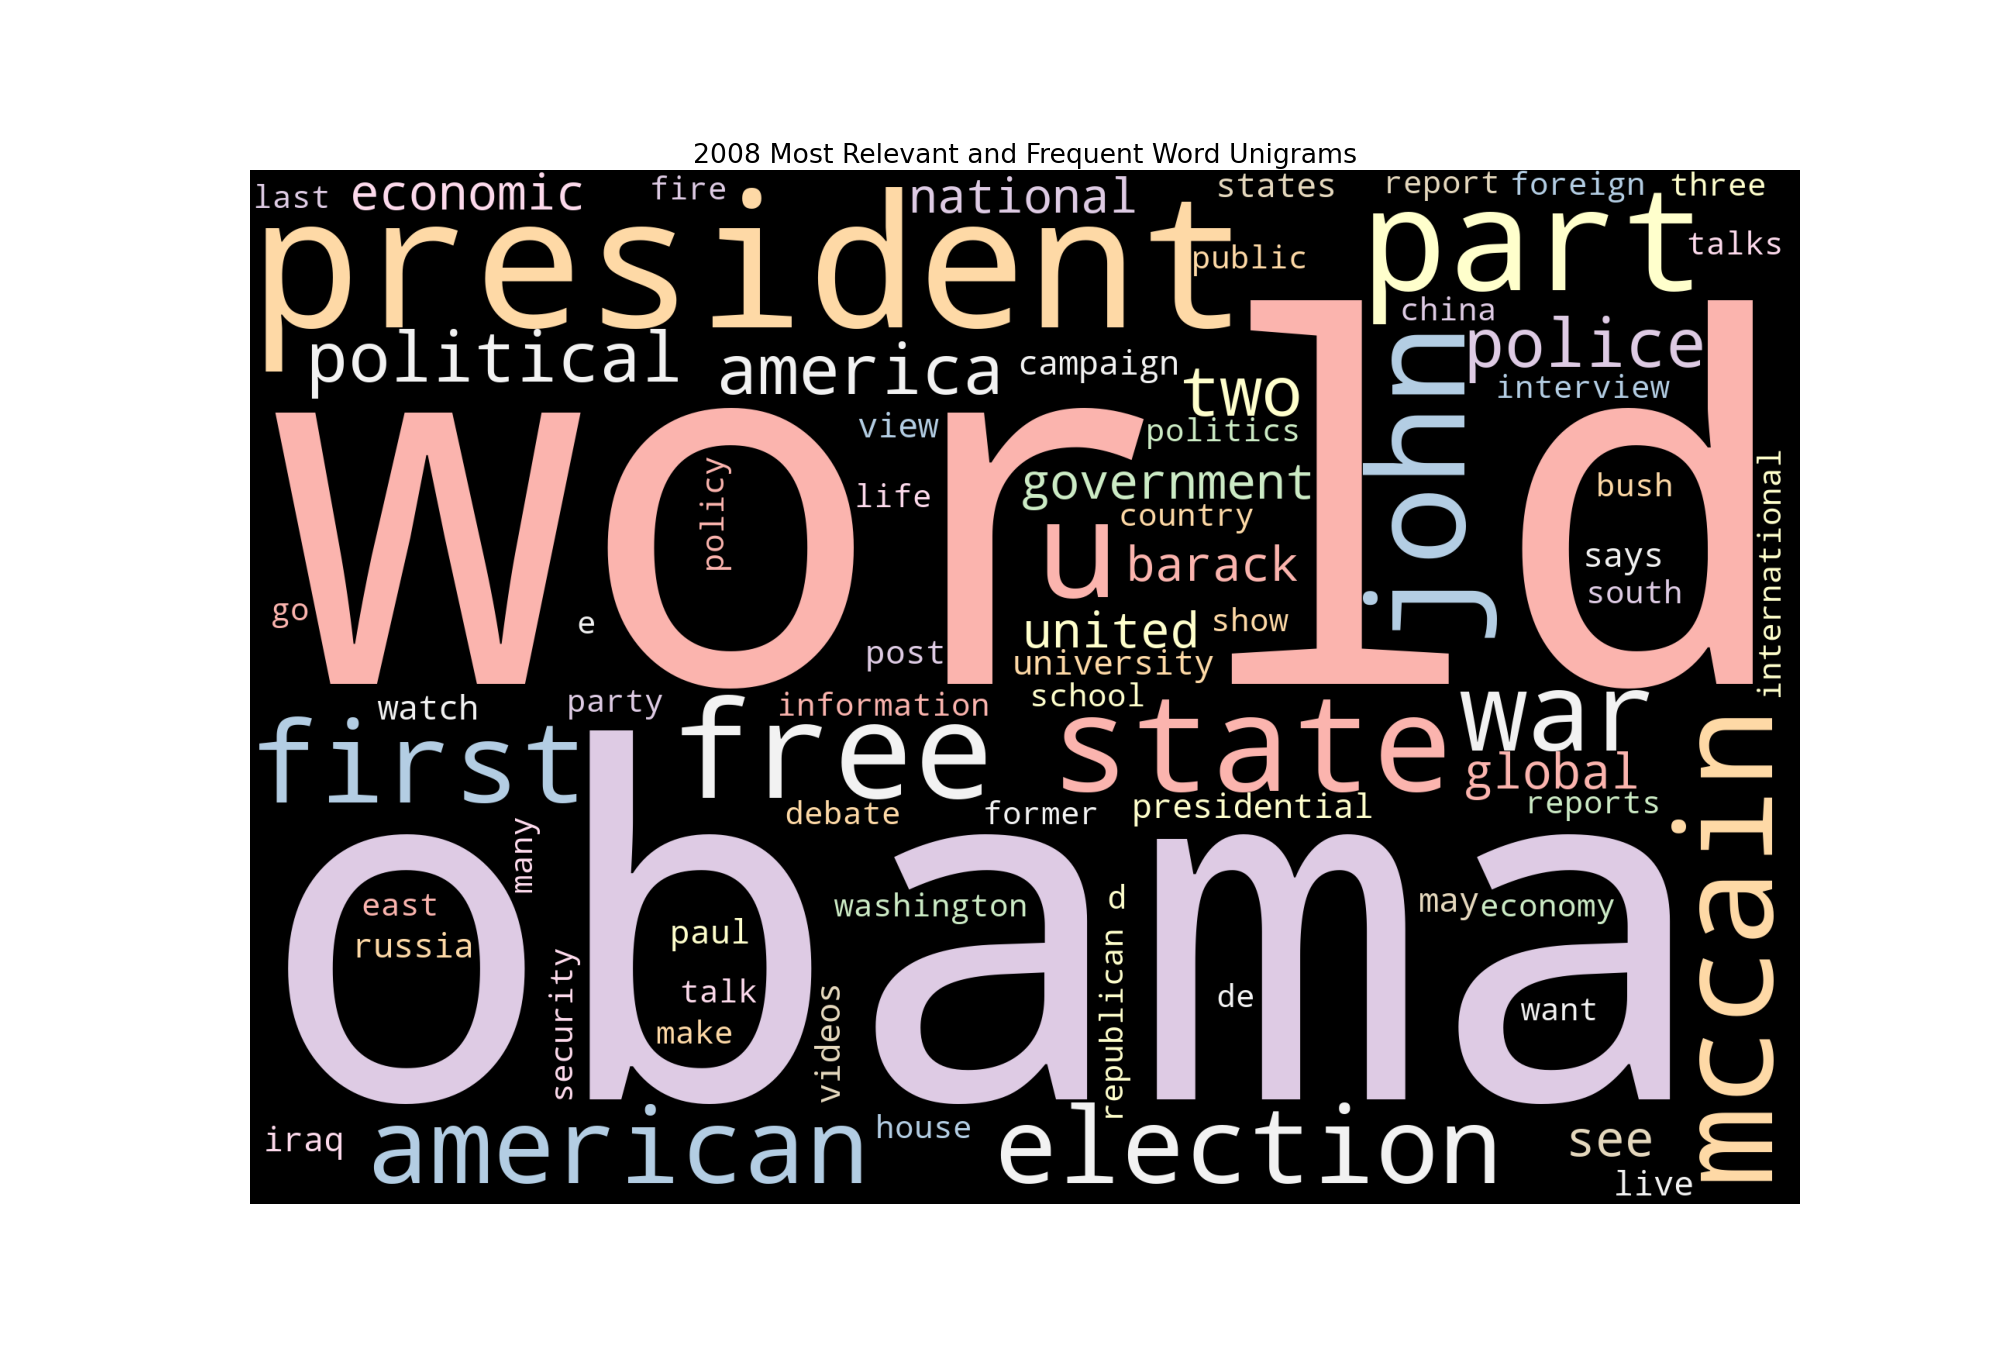 2008 Most Relevant and Frequent Word Unigrams
last
economic
fire
national
states
report
foreign
three
president
public
part
talks
china
political
america
campaign
two
john
police
interview
world
view
politics
policy
life
government
country
u
barack
bush
says
south
international
go
e
post
united
show
university
school
watch
party
information
first
free
state
war
global
mccain
debate
former
presidential
reports
obama
many
east
russia
security
paul
talk
make
videos
washington
d
republican
de
may
economy
want
iraq
american
house
election
see
live